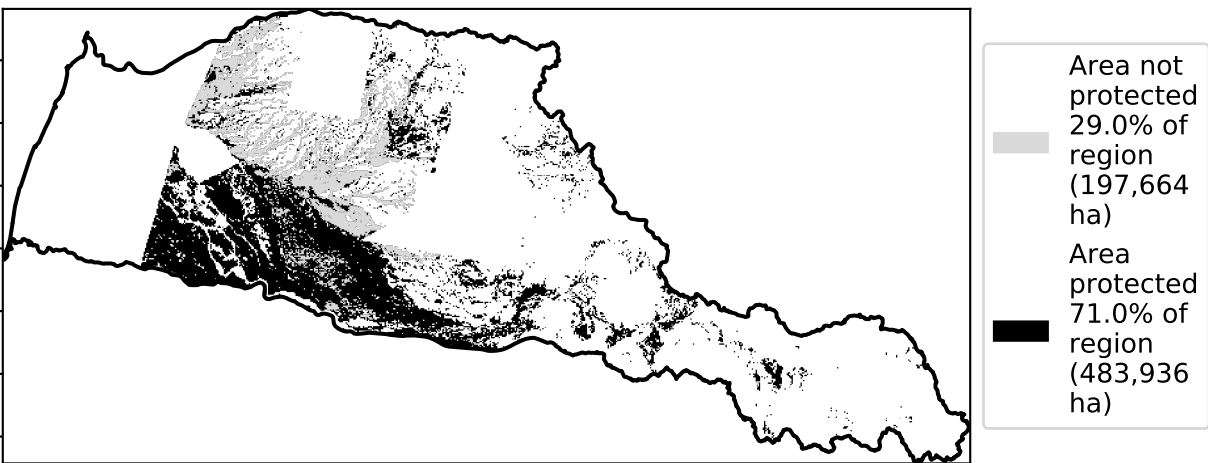 Area not
protected
29.0% of
region
(197,664
ha)
Area
protected
71.0% of
region
(483,936
ha)